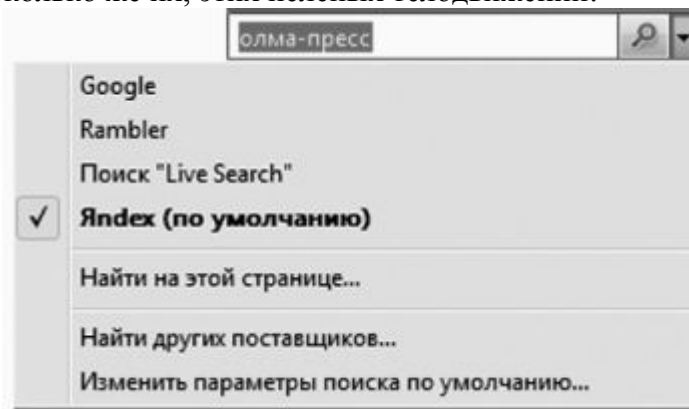 олма-пресс
Google
Rambler
Поиск "Live Search"
Яndex (по умолчанию)
Найти на этой странице...
Найти других поставщиков...
Изменить параметры поиска по умолчанию...